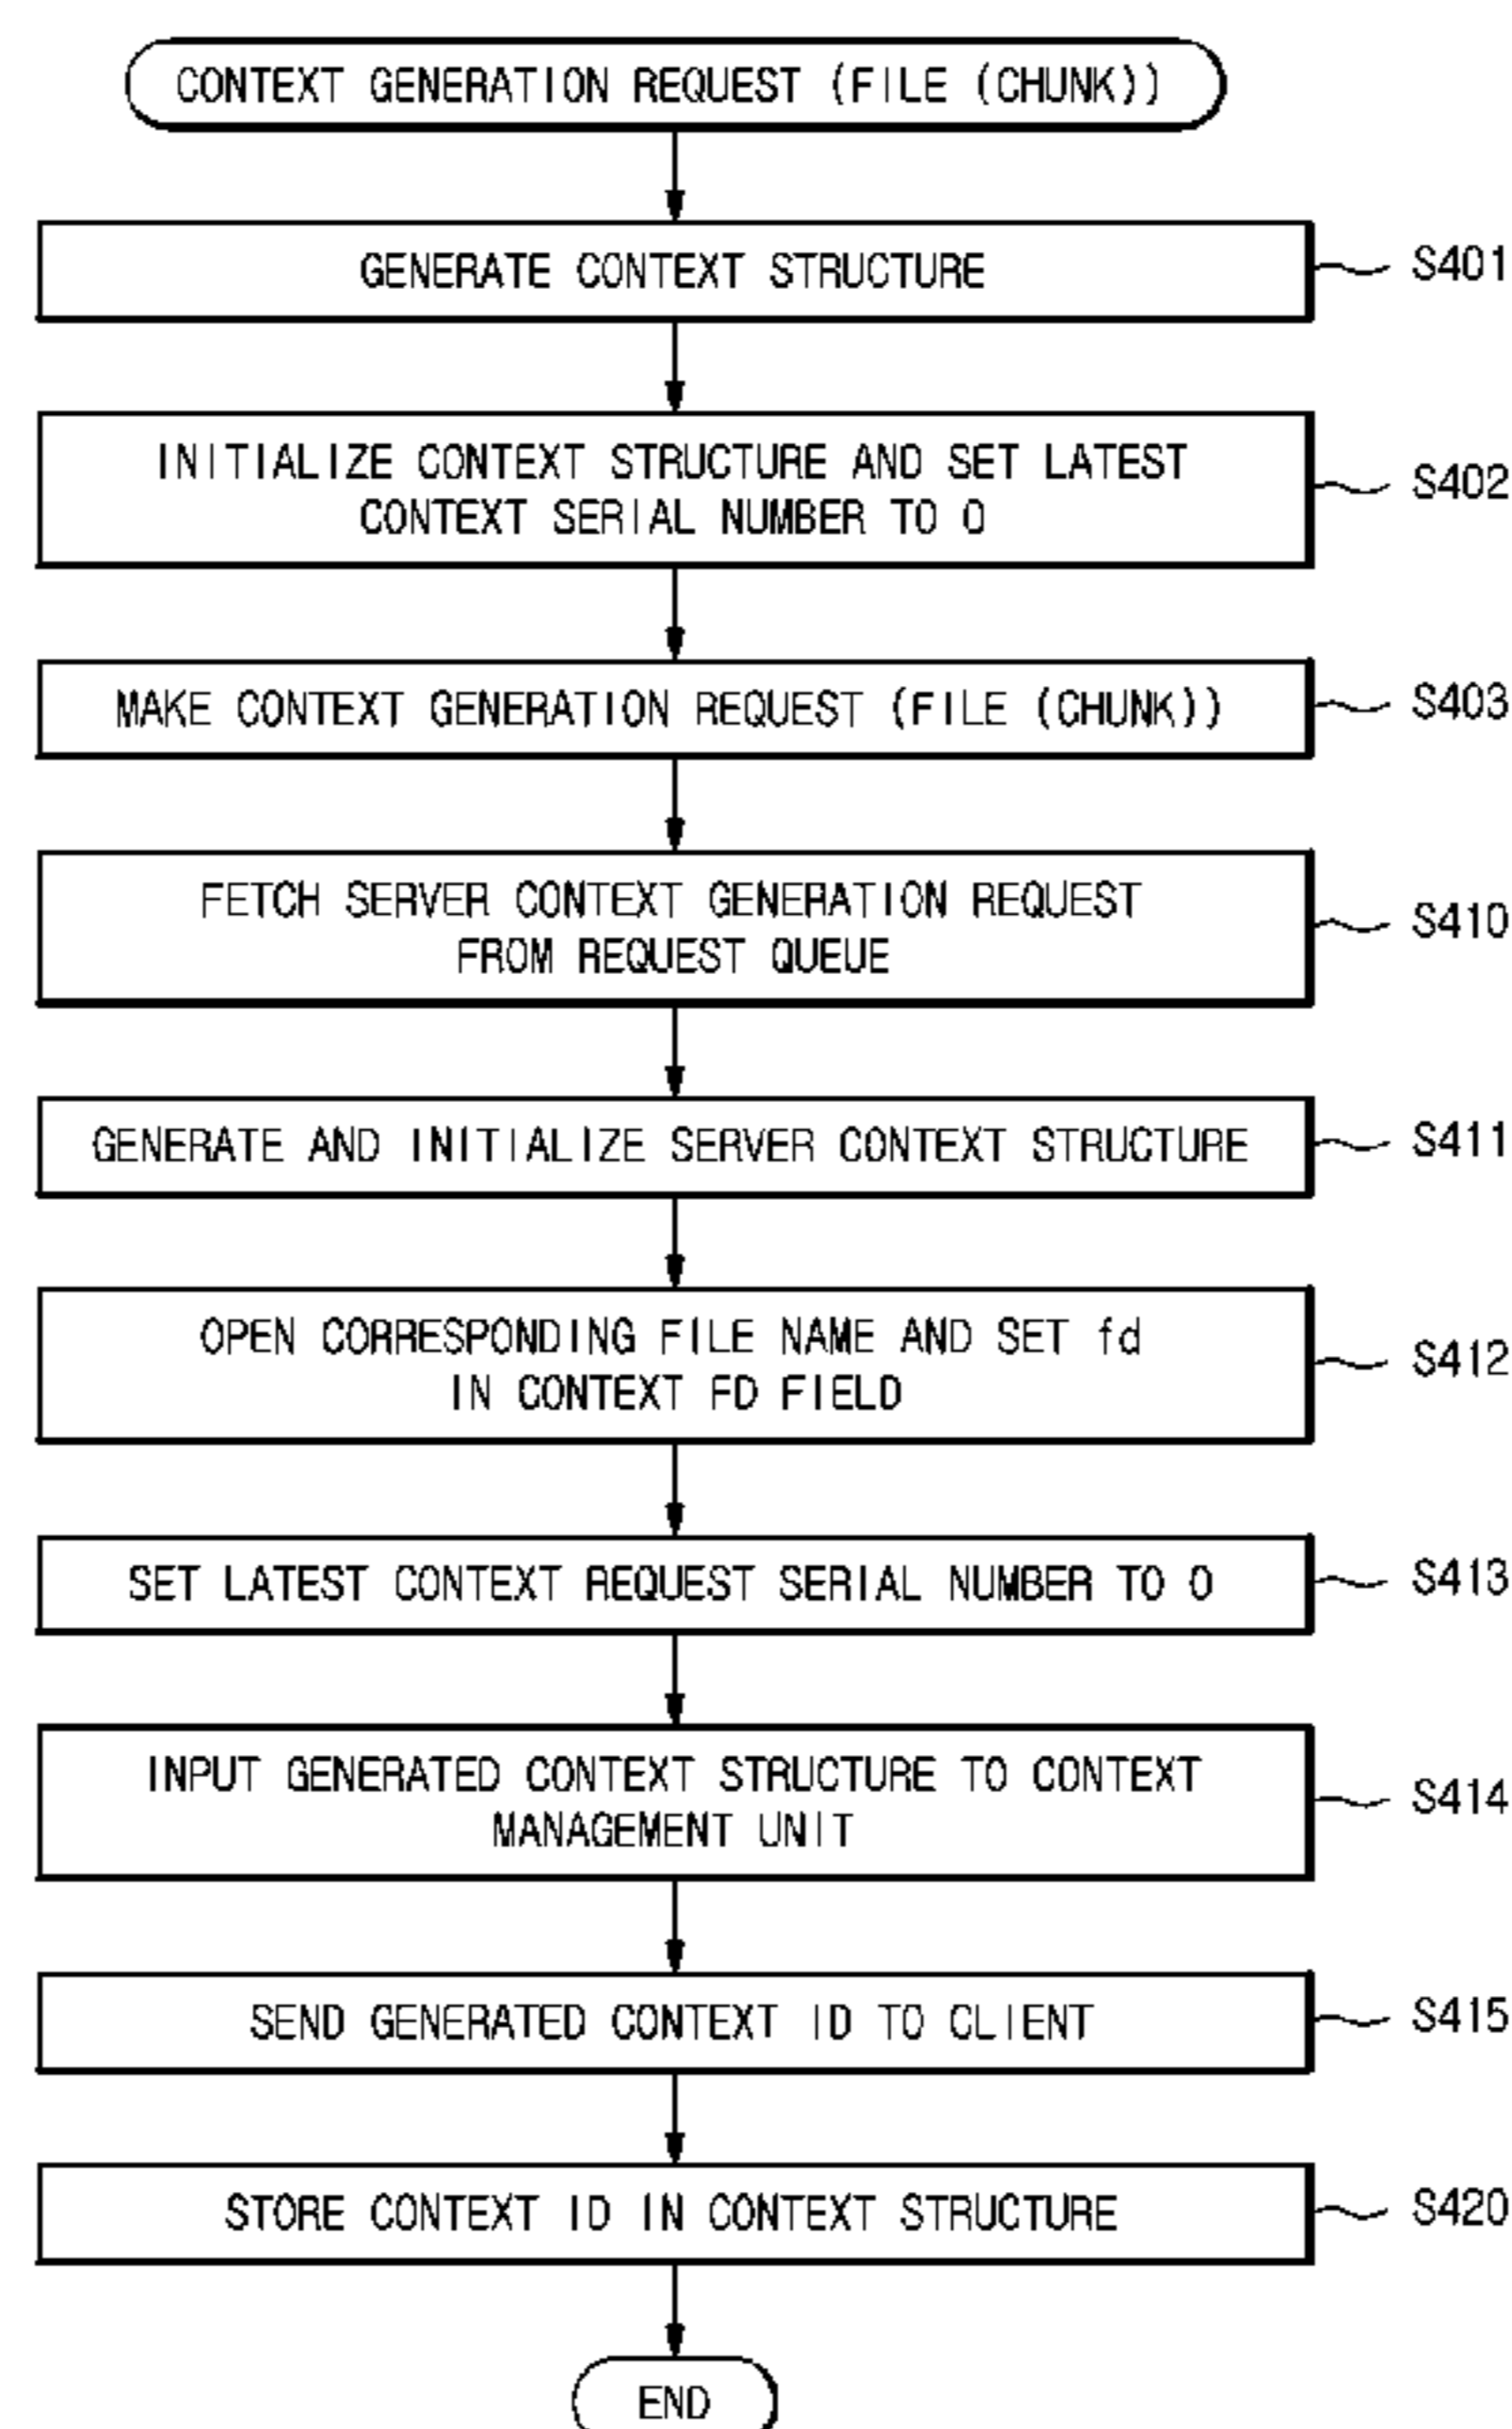 CONTEXT GENERATION REQUEST (FILE (CHUNK))
GENERATE CONTEXT STRUCTURE
S401
INITIALIZE CONTEXT STRUCTURE AND SET LATEST
CONTEXT SERIAL NUMBER TO 0
S402
MAKE CONTEXT GENERATION REQUEST (FILE (CHUNK))
S403
FETCH SERVER CONTEXT GENERATION REQUEST
FROM REQUEST QUEUE
S410
GENERATE AND INITIALIZE SERVER CONTEXT STRUCTURE
S411
OPEN CORRESPONDING FILE NAME AND SET fd
IN CONTEXT FD FIELD
S412
SET LATEST CONTEXT REQUEST SERIAL NUMBER TO 0
S413
INPUT GENERATED CONTEXT STRUCTURE TO CONTEXT
MANAGEMENT UNIT
S414
SEND GENERATED CONTEXT ID TO CLIENT
S415
STORE CONTEXT ID IN CONTEXT STRUCTURE
S420
END